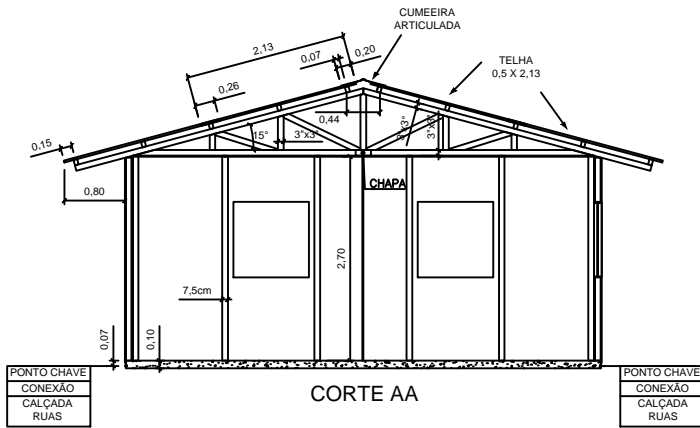 CUMEEIRA
ARTICULADA
2,13
0,07
0,20
TELHA
0,5 X 2,13
0,26
0,44
15°
3"x3"
3"x3"
3"x3"
0,15
0,80
CHAPA
2,70
7,5cm
0,07
0,10
PONTO CHAVE
CONEXÃO
CALÇADA
RUAS
CORTE AA
PONTO CHAVE
CONEXÃO
CALÇADA
RUAS